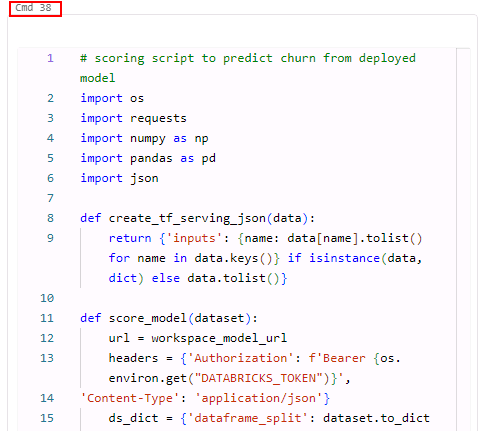 Cmd 38
1 # scoring script to predict churn from deployed
model
2 import os
3 import requests
4 import numpy as np
5 import pandas as pd
6 import json
7
8 def create_tf_serving_json(data):
9 return {'inputs': {name: data[name].tolist()
for name in data.keys()} if isinstance(data,
dict) else data.tolist()}
10
11 def score_model(dataset):
12 url = workspace_model_url
13 headers = {'Authorization': f'Bearer {os.
environ.get("DATABRICKS_TOKEN")}',
14 'Content-Type': 'application/json'}
15 ds_dict = {'dataframe_split': dataset.to_dict